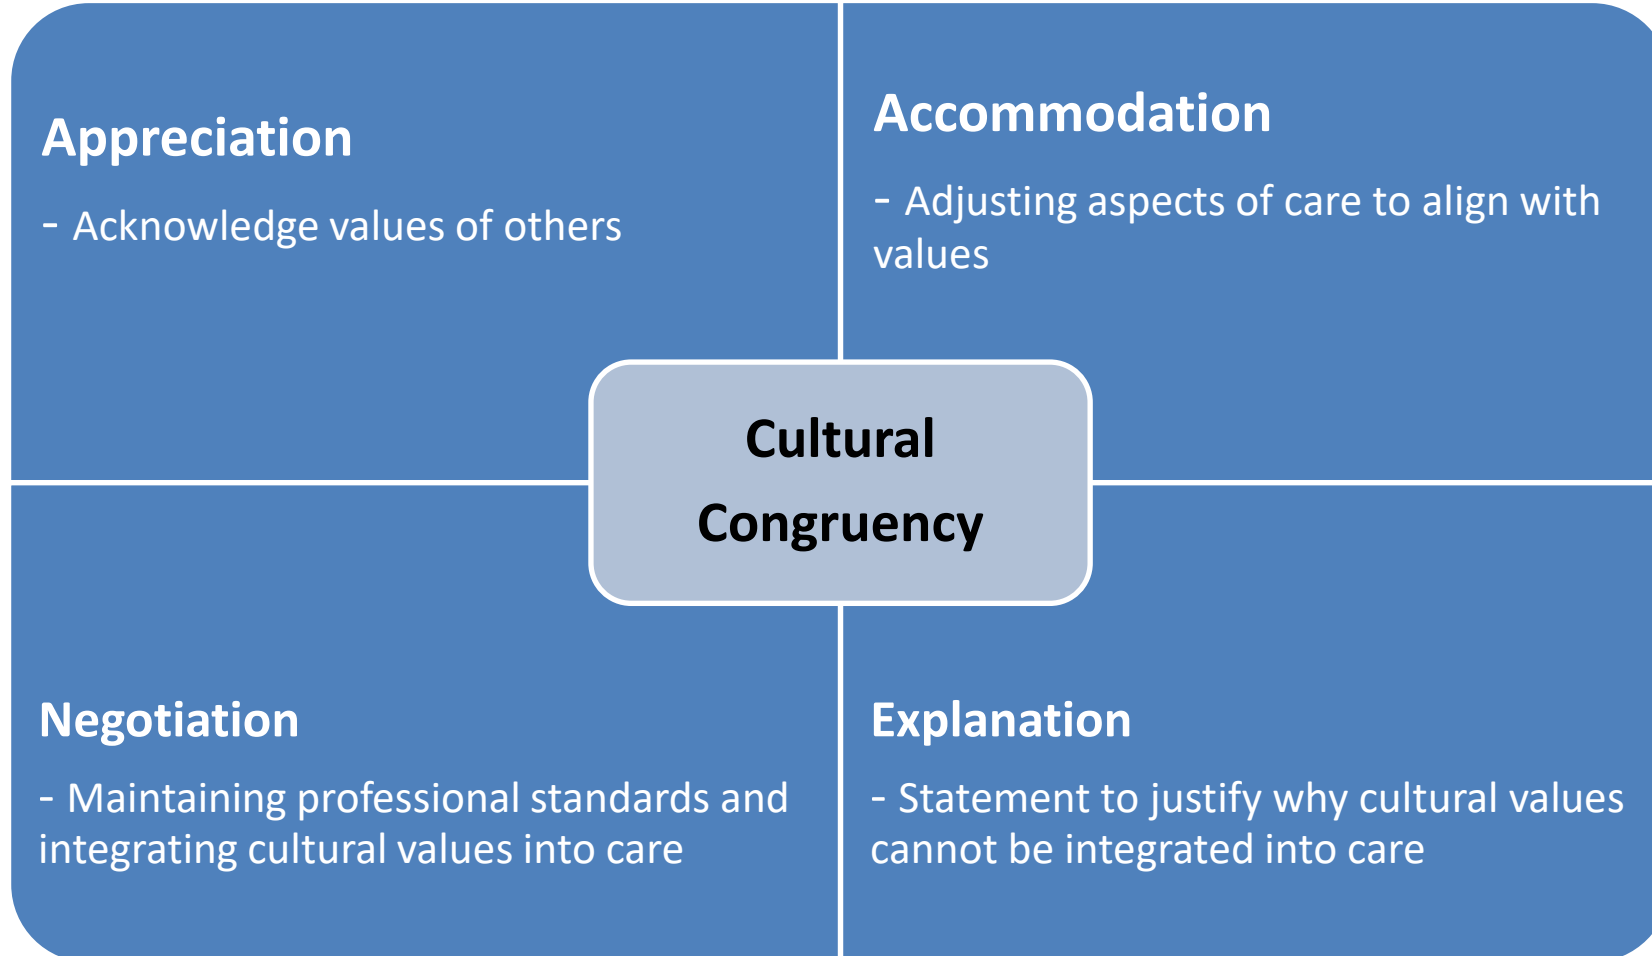 Appreciation
- Acknowledge values of others
Accommodation
- Adjusting aspects of care to align with
values
Cultural
Congruency
Negotiation
- Maintaining professional standards and
integrating cultural values into care
Explanation
- Statement to justify why cultural values
cannot be integrated into care